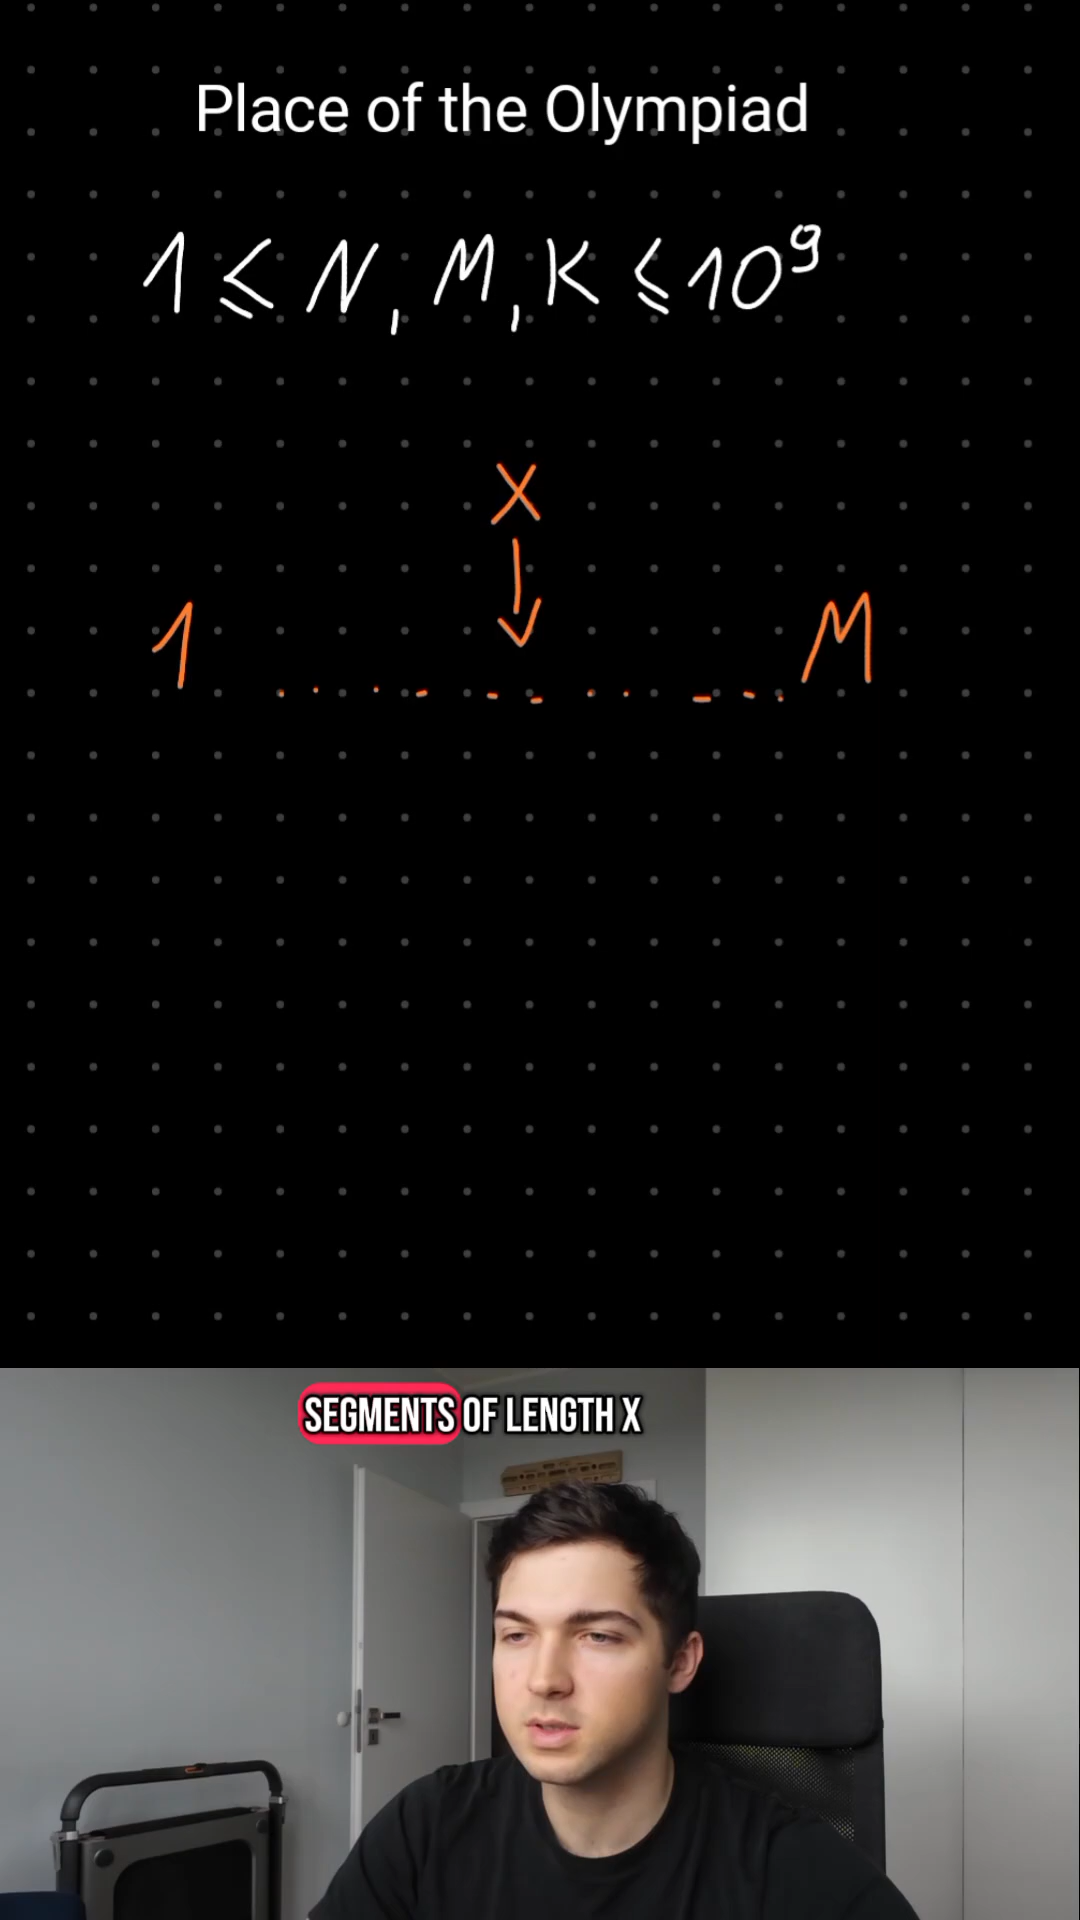 Place of the Olympiad
1 ≤ N, M, K ≤ 10⁹
X
1 M
SEGMENTS OF LENGTH X